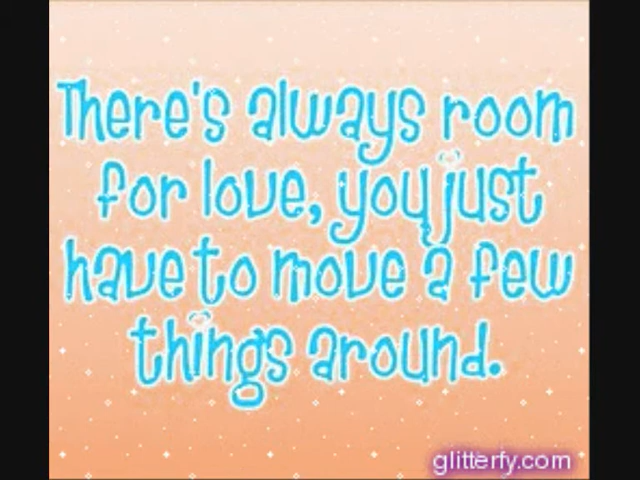 There's always room
for love, you just
have to move a few
things around.
glitterfy.com